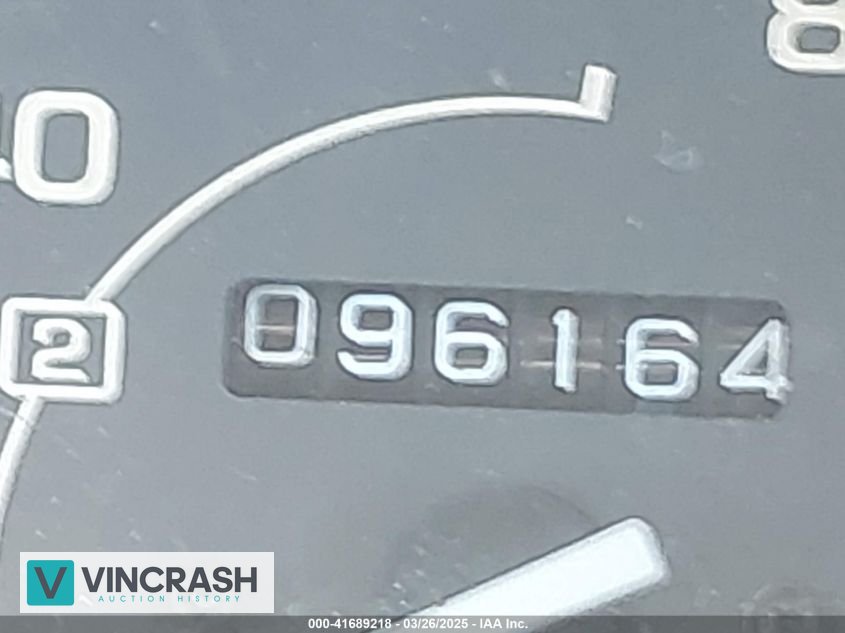 8
0
2
096164
VINCRASH
AUCTION HISTORY
000-41689218 - 03/26/2025 - IAA Inc.